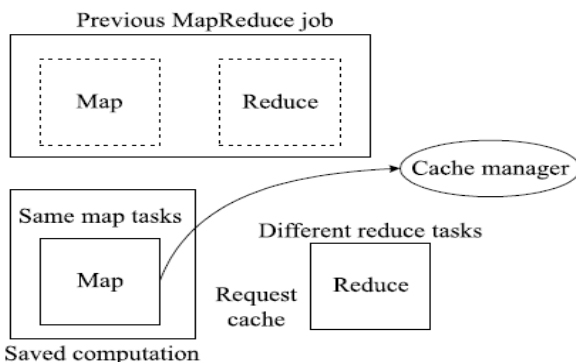 Previous MapReduce job
Map
Reduce
Cache manager
Same map tasks
Map
Different reduce tasks
Reduce
Request
cache
Saved computation